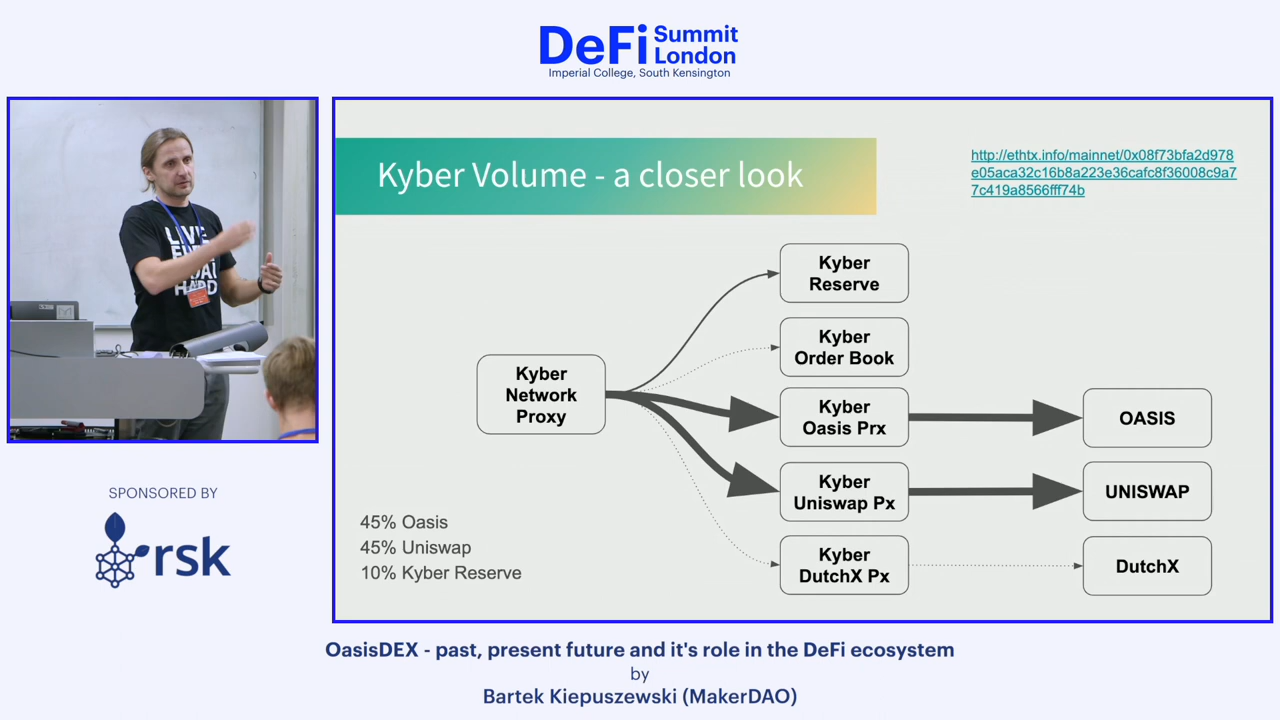 DeFi Summit London
Imperial College, South Kensington
LIVE
HARD
SPONSORED BY
rsk
Kyber Volume - a closer look
http://ethtx.info/mainnet/0x08f73bfa2d978
e05aca32c16b8a223e36cafc8f36008c9a7
7c419a8566fff74b
Kyber
Network
Proxy
Kyber
Reserve
Kyber
Order Book
Kyber
Oasis Prx
OASIS
Kyber
Uniswap Px
UNISWAP
Kyber
DutchX Px
DutchX
45% Oasis
45% Uniswap
10% Kyber Reserve
OasisDEX - past, present future and it's role in the DeFi ecosystem
by
Bartek Kiepuszewski (MakerDAO)